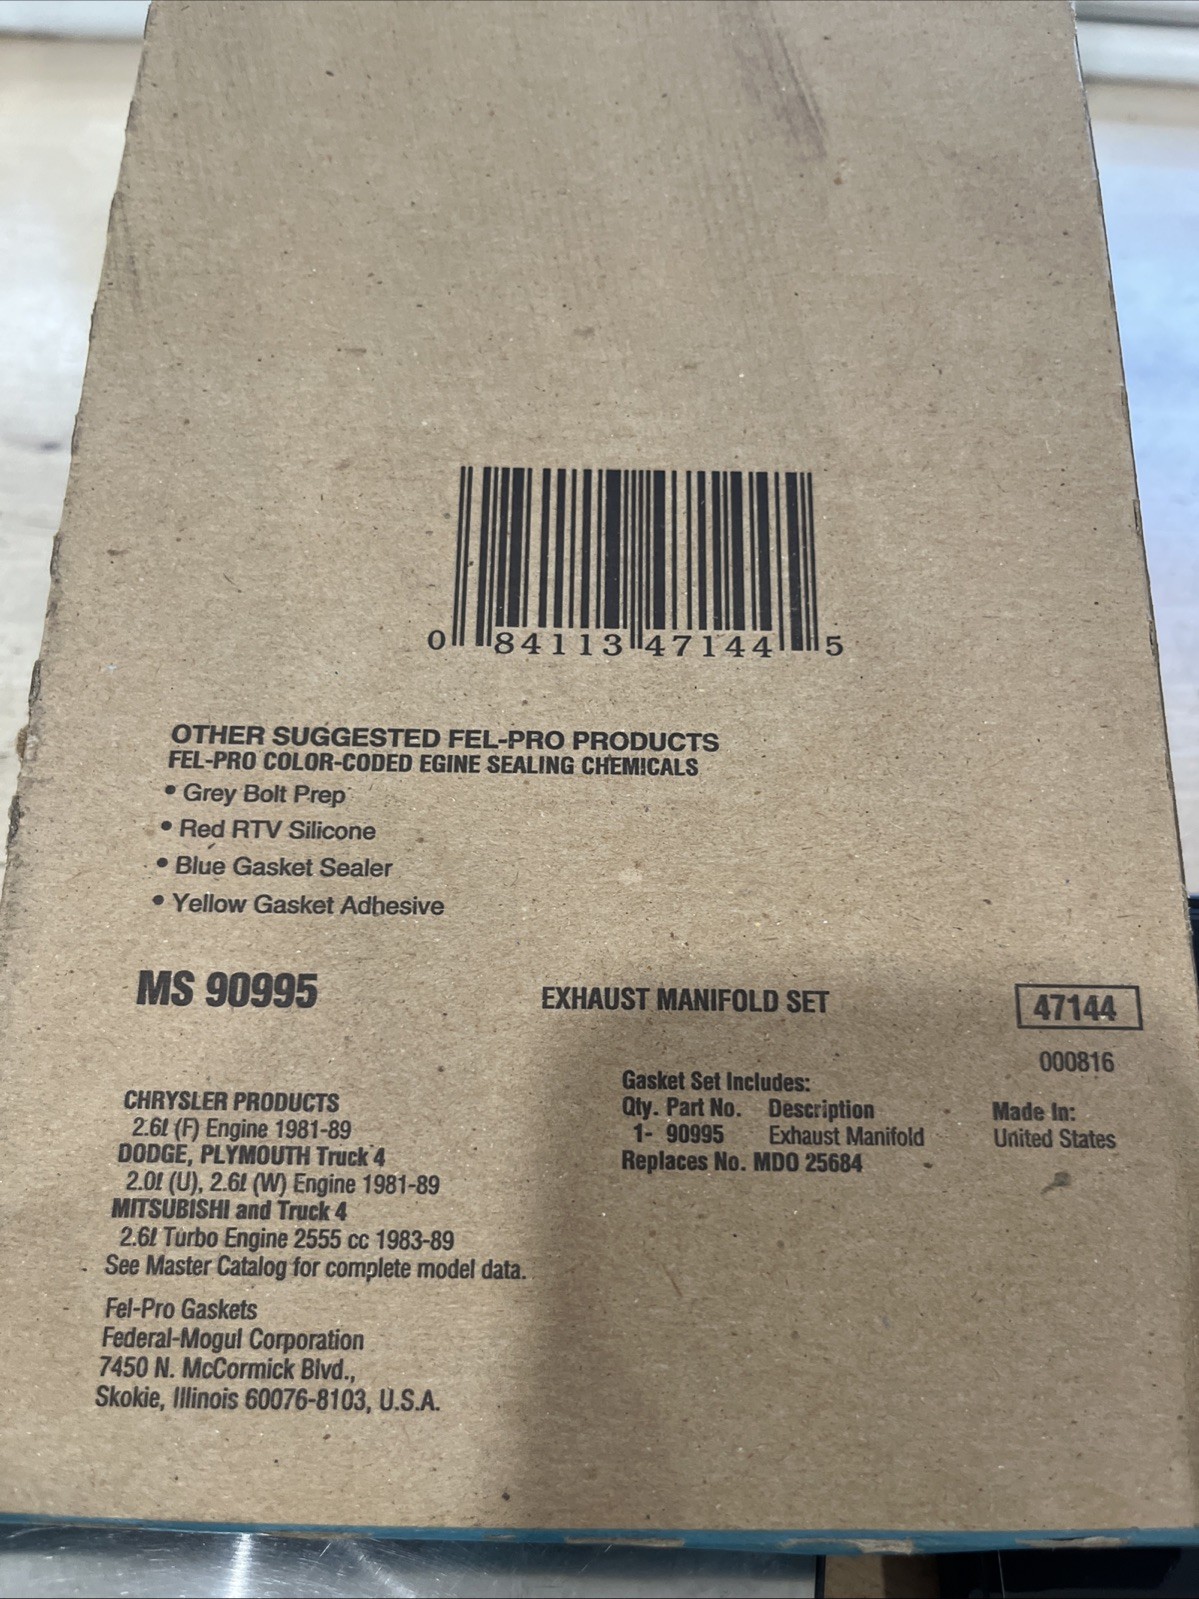 0 84113 47144 5
OTHER SUGGESTED FEL-PRO PRODUCTS
FEL-PRO COLOR-CODED EGINE SEALING CHEMICALS
• Grey Bolt Prep
• Red RTV Silicone
• Blue Gasket Sealer
• Yellow Gasket Adhesive
MS 90995
EXHAUST MANIFOLD SET
47144
000816
CHRYSLER PRODUCTS
2.6ℓ (F) Engine 1981-89
DODGE, PLYMOUTH Truck 4
2.0ℓ (U), 2.6ℓ (W) Engine 1981-89
MITSUBISHI and Truck 4
2.6ℓ Turbo Engine 2555 cc 1983-89
See Master Catalog for complete model data.
Gasket Set Includes:
Qty. Part No. Description
1- 90995 Exhaust Manifold
Replaces No. MDO 25684
Made In:
United States
Fel-Pro Gaskets
Federal-Mogul Corporation
7450 N. McCormick Blvd.,
Skokie, Illinois 60076-8103, U.S.A.